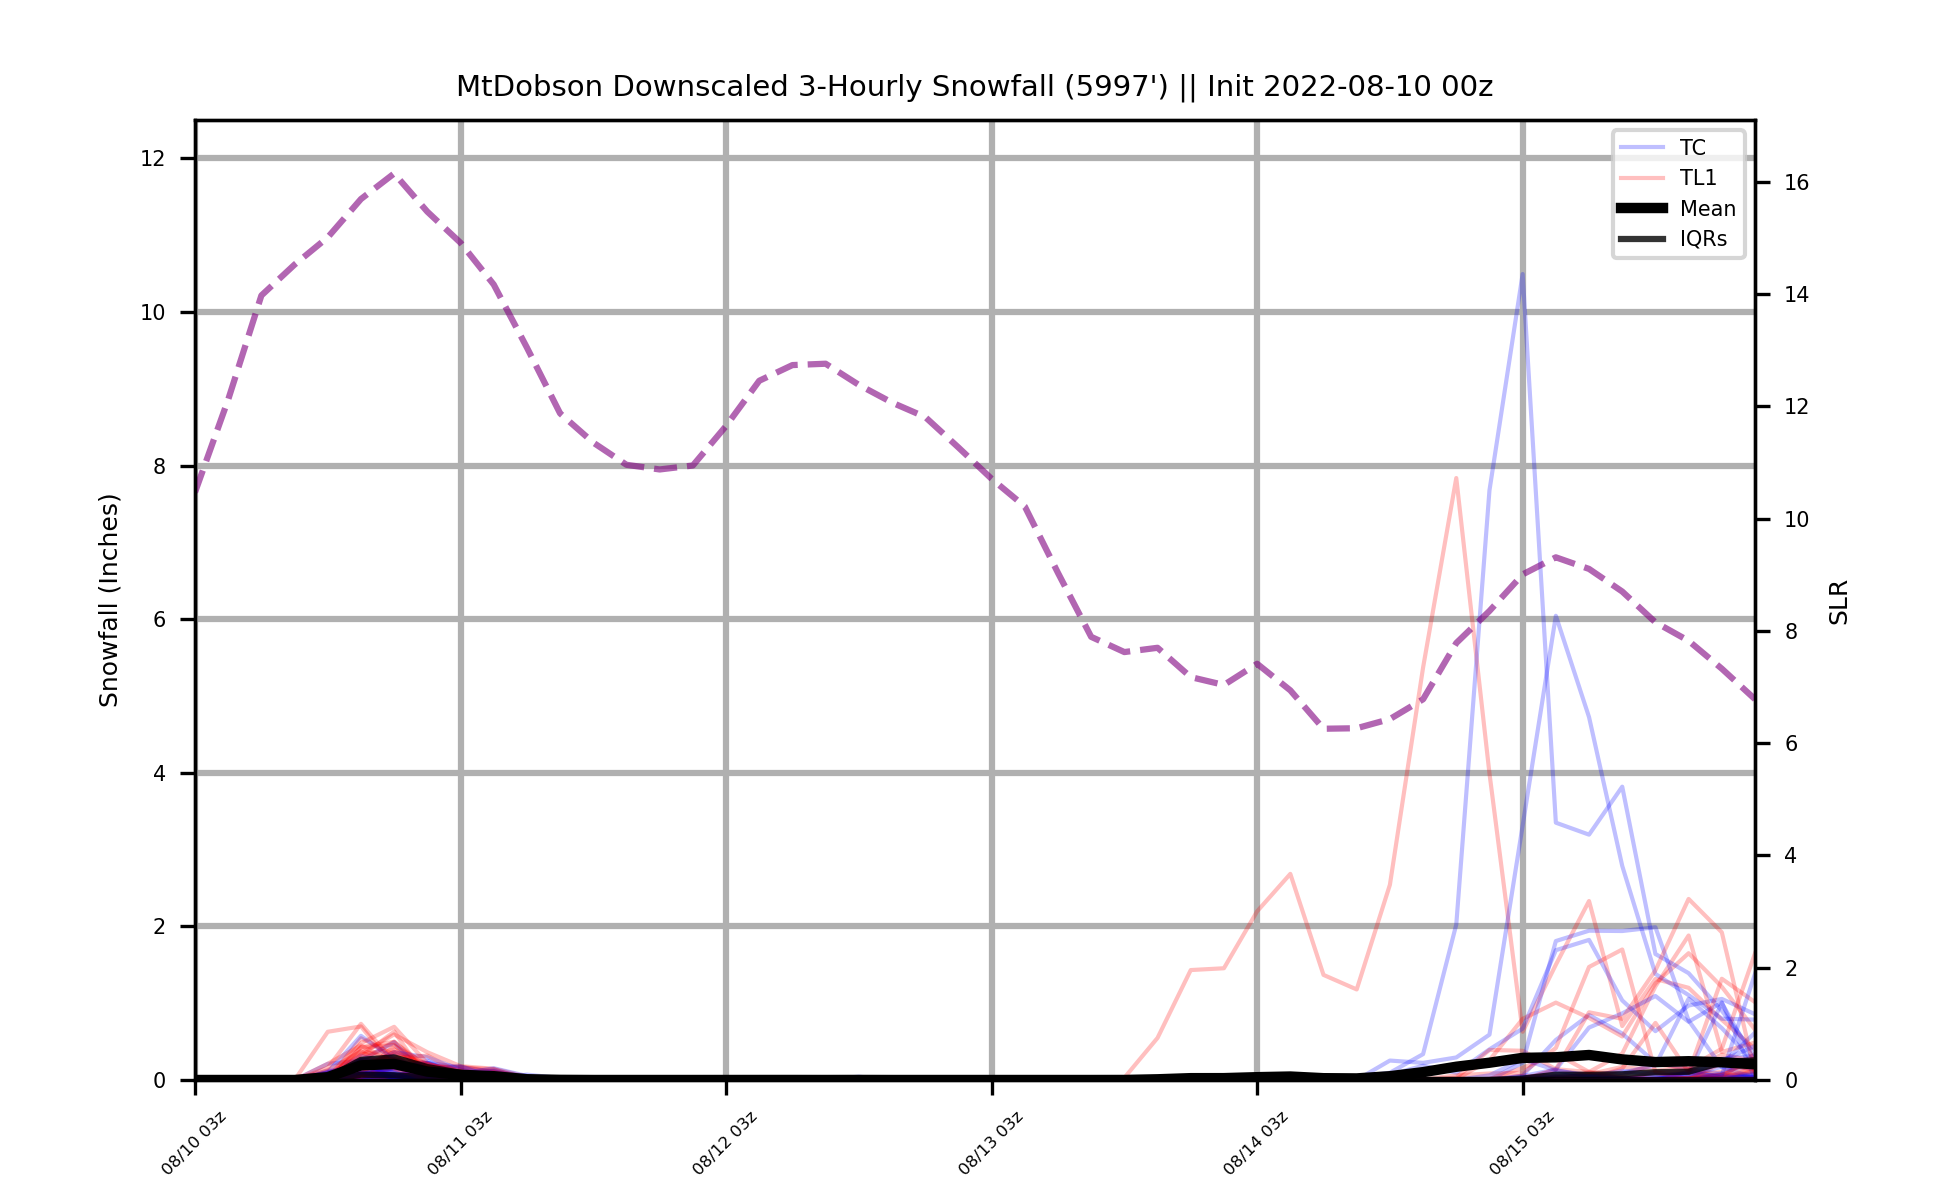 MtDobson Downscaled 3-Hourly Snowfall (5997') || Init 2022-08-10 00z
TC
TL1
Mean
IQRs
Snowfall (Inches)
12
10
8
6
4
2
0
SLR
16
14
12
10
8
6
4
2
0
08/10 03z
08/11 03z
08/12 03z
08/13 03z
08/14 03z
08/15 03z